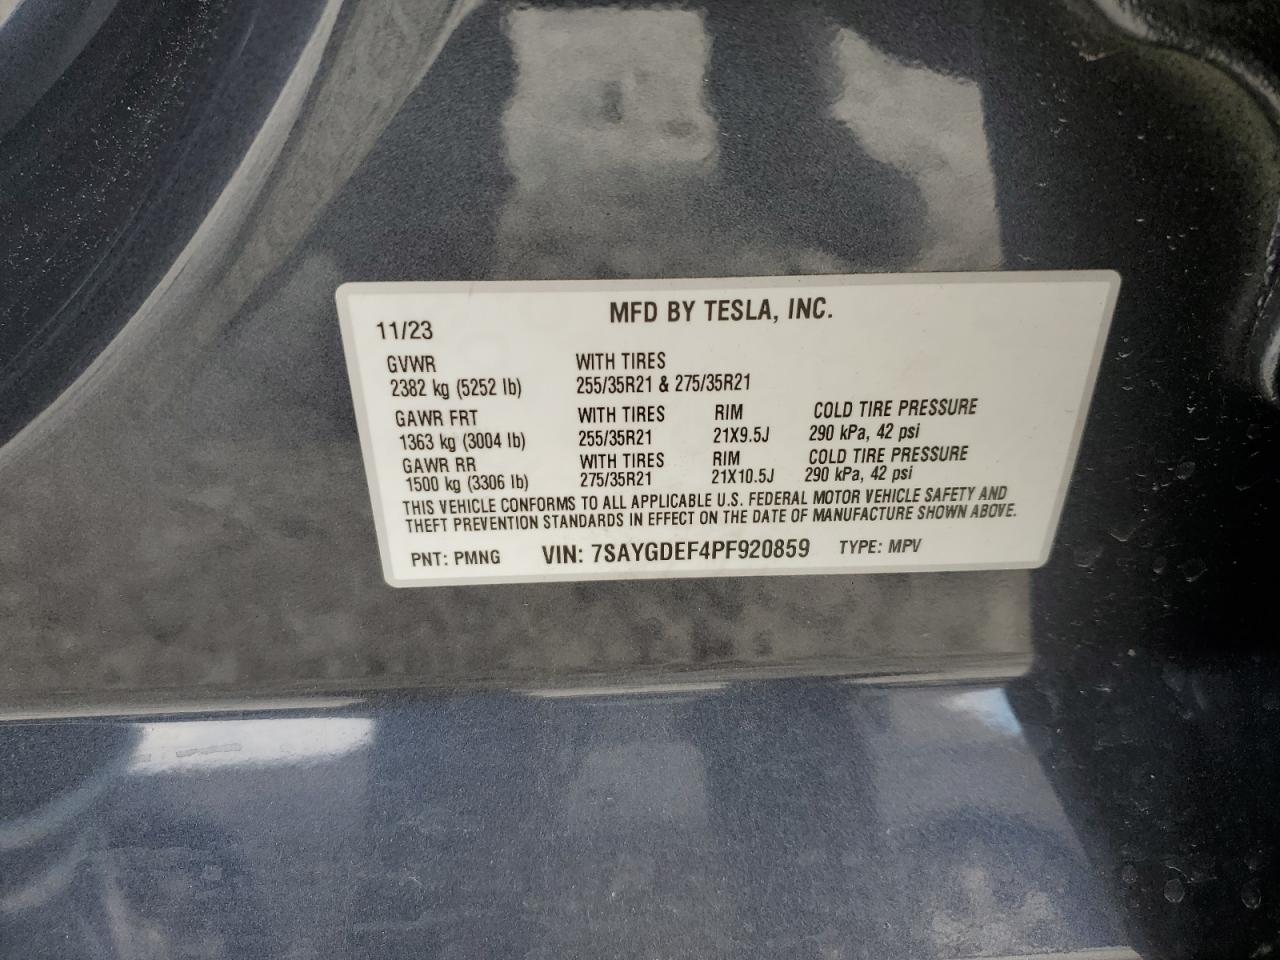 MFD BY TESLA, INC.
11/23
GVWR WITH TIRES
2382 kg (5252 lb) 255/35R21 & 275/35R21
GAWR FRT WITH TIRES RIM COLD TIRE PRESSURE
1363 kg (3004 lb) 255/35R21 21X9.5J 290 kPa, 42 psi
GAWR RR WITH TIRES RIM COLD TIRE PRESSURE
1500 kg (3306 lb) 275/35R21 21X10.5J 290 kPa, 42 psi
THIS VEHICLE CONFORMS TO ALL APPLICABLE U.S. FEDERAL MOTOR VEHICLE SAFETY AND
THEFT PREVENTION STANDARDS IN EFFECT ON THE DATE OF MANUFACTURE SHOWN ABOVE.
PNT: PMNG VIN: 7SAYGDEF4PF920859 TYPE: MPV